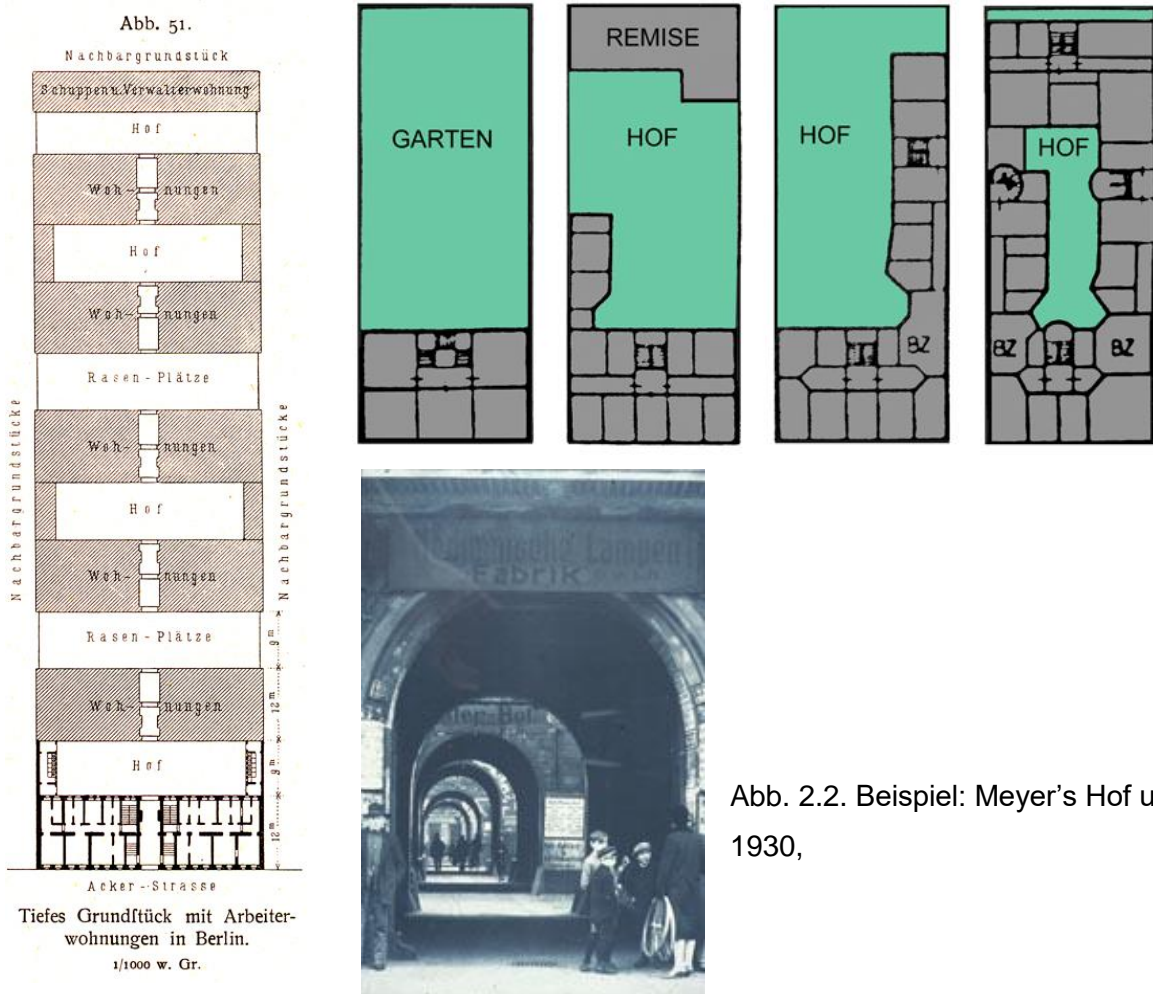 Abb. 51.
Nachbargrundstück
Schuppen u. Verwalterwohnung
Hof
Woh- nungen
Hof
Woh- nungen
Rasen-Plätze
Woh- nungen
Hof
Woh- nungen
Rasen-Plätze
9m
Woh- nungen
12m
Hof
9m
12m
Nachbargrundstücke
Nachbargrundstücke
Acker-Strasse
Tiefes Grundſtück mit Arbeiter-
wohnungen in Berlin.
1/1000 w. Gr.
GARTEN
REMISE
HOF
HOF
BZ
HOF
BZ
BZ
Lampen
Fabrik
Hof
Abb. 2.2. Beispiel: Meyer’s Hof u
1930,